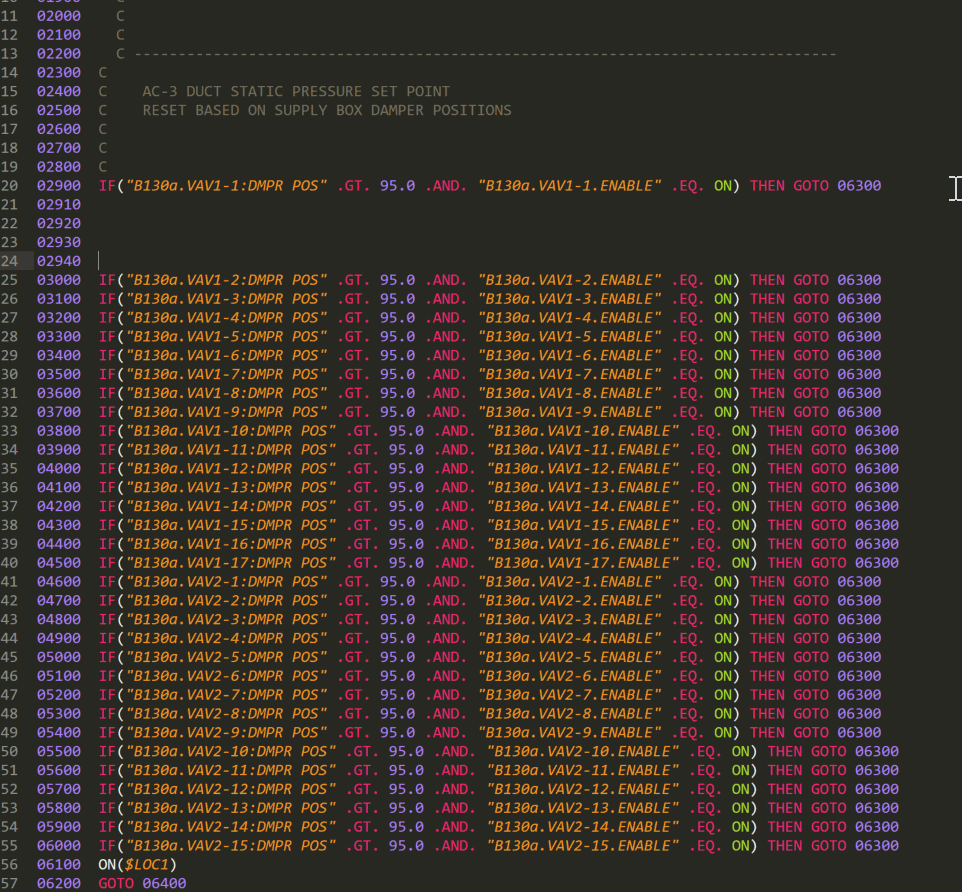 11 02000 C
12 02100 C
13 02200 C --------------------------------------------------------------------------------
14 02300 C
15 02400 C AC-3 DUCT STATIC PRESSURE SET POINT
16 02500 C RESET BASED ON SUPPLY BOX DAMPER POSITIONS
17 02600 C
18 02700 C
19 02800 C
20 02900 IF("B130a.VAV1-1:DMPR POS" .GT. 95.0 .AND. "B130a.VAV1-1.ENABLE" .EQ. ON) THEN GOTO 06300
21 02910
22 02920
23 02930
24 02940
25 03000 IF("B130a.VAV1-2:DMPR POS" .GT. 95.0 .AND. "B130a.VAV1-2.ENABLE" .EQ. ON) THEN GOTO 06300
26 03100 IF("B130a.VAV1-3:DMPR POS" .GT. 95.0 .AND. "B130a.VAV1-3.ENABLE" .EQ. ON) THEN GOTO 06300
27 03200 IF("B130a.VAV1-4:DMPR POS" .GT. 95.0 .AND. "B130a.VAV1-4.ENABLE" .EQ. ON) THEN GOTO 06300
28 03300 IF("B130a.VAV1-5:DMPR POS" .GT. 95.0 .AND. "B130a.VAV1-5.ENABLE" .EQ. ON) THEN GOTO 06300
29 03400 IF("B130a.VAV1-6:DMPR POS" .GT. 95.0 .AND. "B130a.VAV1-6.ENABLE" .EQ. ON) THEN GOTO 06300
30 03500 IF("B130a.VAV1-7:DMPR POS" .GT. 95.0 .AND. "B130a.VAV1-7.ENABLE" .EQ. ON) THEN GOTO 06300
31 03600 IF("B130a.VAV1-8:DMPR POS" .GT. 95.0 .AND. "B130a.VAV1-8.ENABLE" .EQ. ON) THEN GOTO 06300
32 03700 IF("B130a.VAV1-9:DMPR POS" .GT. 95.0 .AND. "B130a.VAV1-9.ENABLE" .EQ. ON) THEN GOTO 06300
33 03800 IF("B130a.VAV1-10:DMPR POS" .GT. 95.0 .AND. "B130a.VAV1-10.ENABLE" .EQ. ON) THEN GOTO 06300
34 03900 IF("B130a.VAV1-11:DMPR POS" .GT. 95.0 .AND. "B130a.VAV1-11.ENABLE" .EQ. ON) THEN GOTO 06300
35 04000 IF("B130a.VAV1-12:DMPR POS" .GT. 95.0 .AND. "B130a.VAV1-12.ENABLE" .EQ. ON) THEN GOTO 06300
36 04100 IF("B130a.VAV1-13:DMPR POS" .GT. 95.0 .AND. "B130a.VAV1-13.ENABLE" .EQ. ON) THEN GOTO 06300
37 04200 IF("B130a.VAV1-14:DMPR POS" .GT. 95.0 .AND. "B130a.VAV1-14.ENABLE" .EQ. ON) THEN GOTO 06300
38 04300 IF("B130a.VAV1-15:DMPR POS" .GT. 95.0 .AND. "B130a.VAV1-15.ENABLE" .EQ. ON) THEN GOTO 06300
39 04400 IF("B130a.VAV1-16:DMPR POS" .GT. 95.0 .AND. "B130a.VAV1-16.ENABLE" .EQ. ON) THEN GOTO 06300
40 04500 IF("B130a.VAV1-17:DMPR POS" .GT. 95.0 .AND. "B130a.VAV1-17.ENABLE" .EQ. ON) THEN GOTO 06300
41 04600 IF("B130a.VAV2-1:DMPR POS" .GT. 95.0 .AND. "B130a.VAV2-1.ENABLE" .EQ. ON) THEN GOTO 06300
42 04700 IF("B130a.VAV2-2:DMPR POS" .GT. 95.0 .AND. "B130a.VAV2-2.ENABLE" .EQ. ON) THEN GOTO 06300
43 04800 IF("B130a.VAV2-3:DMPR POS" .GT. 95.0 .AND. "B130a.VAV2-3.ENABLE" .EQ. ON) THEN GOTO 06300
44 04900 IF("B130a.VAV2-4:DMPR POS" .GT. 95.0 .AND. "B130a.VAV2-4.ENABLE" .EQ. ON) THEN GOTO 06300
45 05000 IF("B130a.VAV2-5:DMPR POS" .GT. 95.0 .AND. "B130a.VAV2-5.ENABLE" .EQ. ON) THEN GOTO 06300
46 05100 IF("B130a.VAV2-6:DMPR POS" .GT. 95.0 .AND. "B130a.VAV2-6.ENABLE" .EQ. ON) THEN GOTO 06300
47 05200 IF("B130a.VAV2-7:DMPR POS" .GT. 95.0 .AND. "B130a.VAV2-7.ENABLE" .EQ. ON) THEN GOTO 06300
48 05300 IF("B130a.VAV2-8:DMPR POS" .GT. 95.0 .AND. "B130a.VAV2-8.ENABLE" .EQ. ON) THEN GOTO 06300
49 05400 IF("B130a.VAV2-9:DMPR POS" .GT. 95.0 .AND. "B130a.VAV2-9.ENABLE" .EQ. ON) THEN GOTO 06300
50 05500 IF("B130a.VAV2-10:DMPR POS" .GT. 95.0 .AND. "B130a.VAV2-10.ENABLE" .EQ. ON) THEN GOTO 06300
51 05600 IF("B130a.VAV2-11:DMPR POS" .GT. 95.0 .AND. "B130a.VAV2-11.ENABLE" .EQ. ON) THEN GOTO 06300
52 05700 IF("B130a.VAV2-12:DMPR POS" .GT. 95.0 .AND. "B130a.VAV2-12.ENABLE" .EQ. ON) THEN GOTO 06300
53 05800 IF("B130a.VAV2-13:DMPR POS" .GT. 95.0 .AND. "B130a.VAV2-13.ENABLE" .EQ. ON) THEN GOTO 06300
54 05900 IF("B130a.VAV2-14:DMPR POS" .GT. 95.0 .AND. "B130a.VAV2-14.ENABLE" .EQ. ON) THEN GOTO 06300
55 06000 IF("B130a.VAV2-15:DMPR POS" .GT. 95.0 .AND. "B130a.VAV2-15.ENABLE" .EQ. ON) THEN GOTO 06300
56 06100 ON($LOC1)
57 06200 GOTO 06400